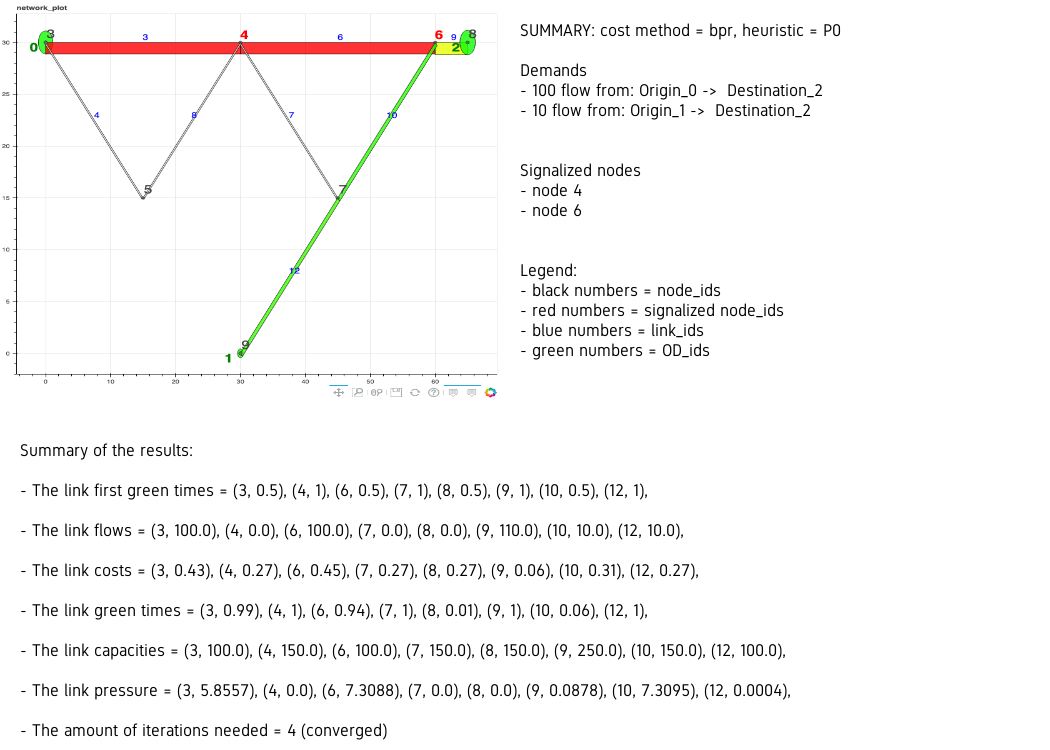 network_plot
3
3
4
6
6
9
8
0
2
30
4
8
7
10
25
20
5
7
15
10
12
8
5
9
1
0
0
10
20
30
40
50
60
SUMMARY: cost method = bpr, heuristic = P0
Demands
- 100 flow from: Origin_0 -> Destination_2
- 10 flow from: Origin_1 -> Destination_2
Signalized nodes
- node 4
- node 6
Legend:
- black numbers = node_ids
- red numbers = signalized node_ids
- blue numbers = link_ids
- green numbers = OD_ids
Summary of the results:
- The link first green times = (3, 0.5), (4, 1), (6, 0.5), (7, 1), (8, 0.5), (9, 1), (10, 0.5), (12, 1),
- The link flows = (3, 100.0), (4, 0.0), (6, 100.0), (7, 0.0), (8, 0.0), (9, 110.0), (10, 10.0), (12, 10.0),
- The link costs = (3, 0.43), (4, 0.27), (6, 0.45), (7, 0.27), (8, 0.27), (9, 0.06), (10, 0.31), (12, 0.27),
- The link green times = (3, 0.99), (4, 1), (6, 0.94), (7, 1), (8, 0.01), (9, 1), (10, 0.06), (12, 1),
- The link capacities = (3, 100.0), (4, 150.0), (6, 100.0), (7, 150.0), (8, 150.0), (9, 250.0), (10, 150.0), (12, 100.0),
- The link pressure = (3, 5.8557), (4, 0.0), (6, 7.3088), (7, 0.0), (8, 0.0), (9, 0.0878), (10, 7.3095), (12, 0.0004),
- The amount of iterations needed = 4 (converged)